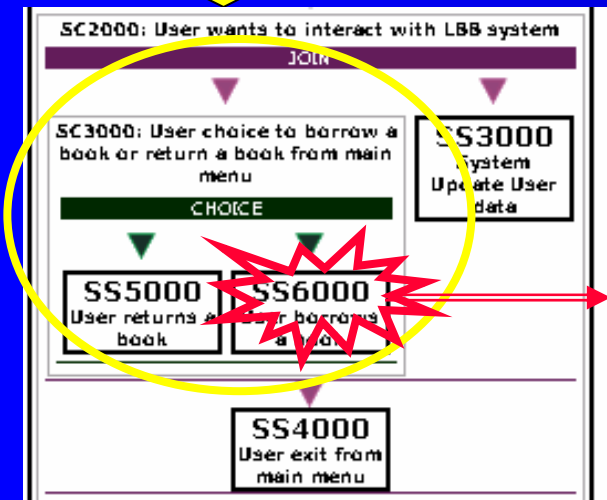 SC2000: User wants to interact with LBB system
JOIN
SC3000: User choice to borrow a
book or return a book from main
menu
CHOICE
SS3000
System
Update User
data
SS5000
User returns a
book
SS6000
User borrows
a book
SS4000
User exit from
main menu